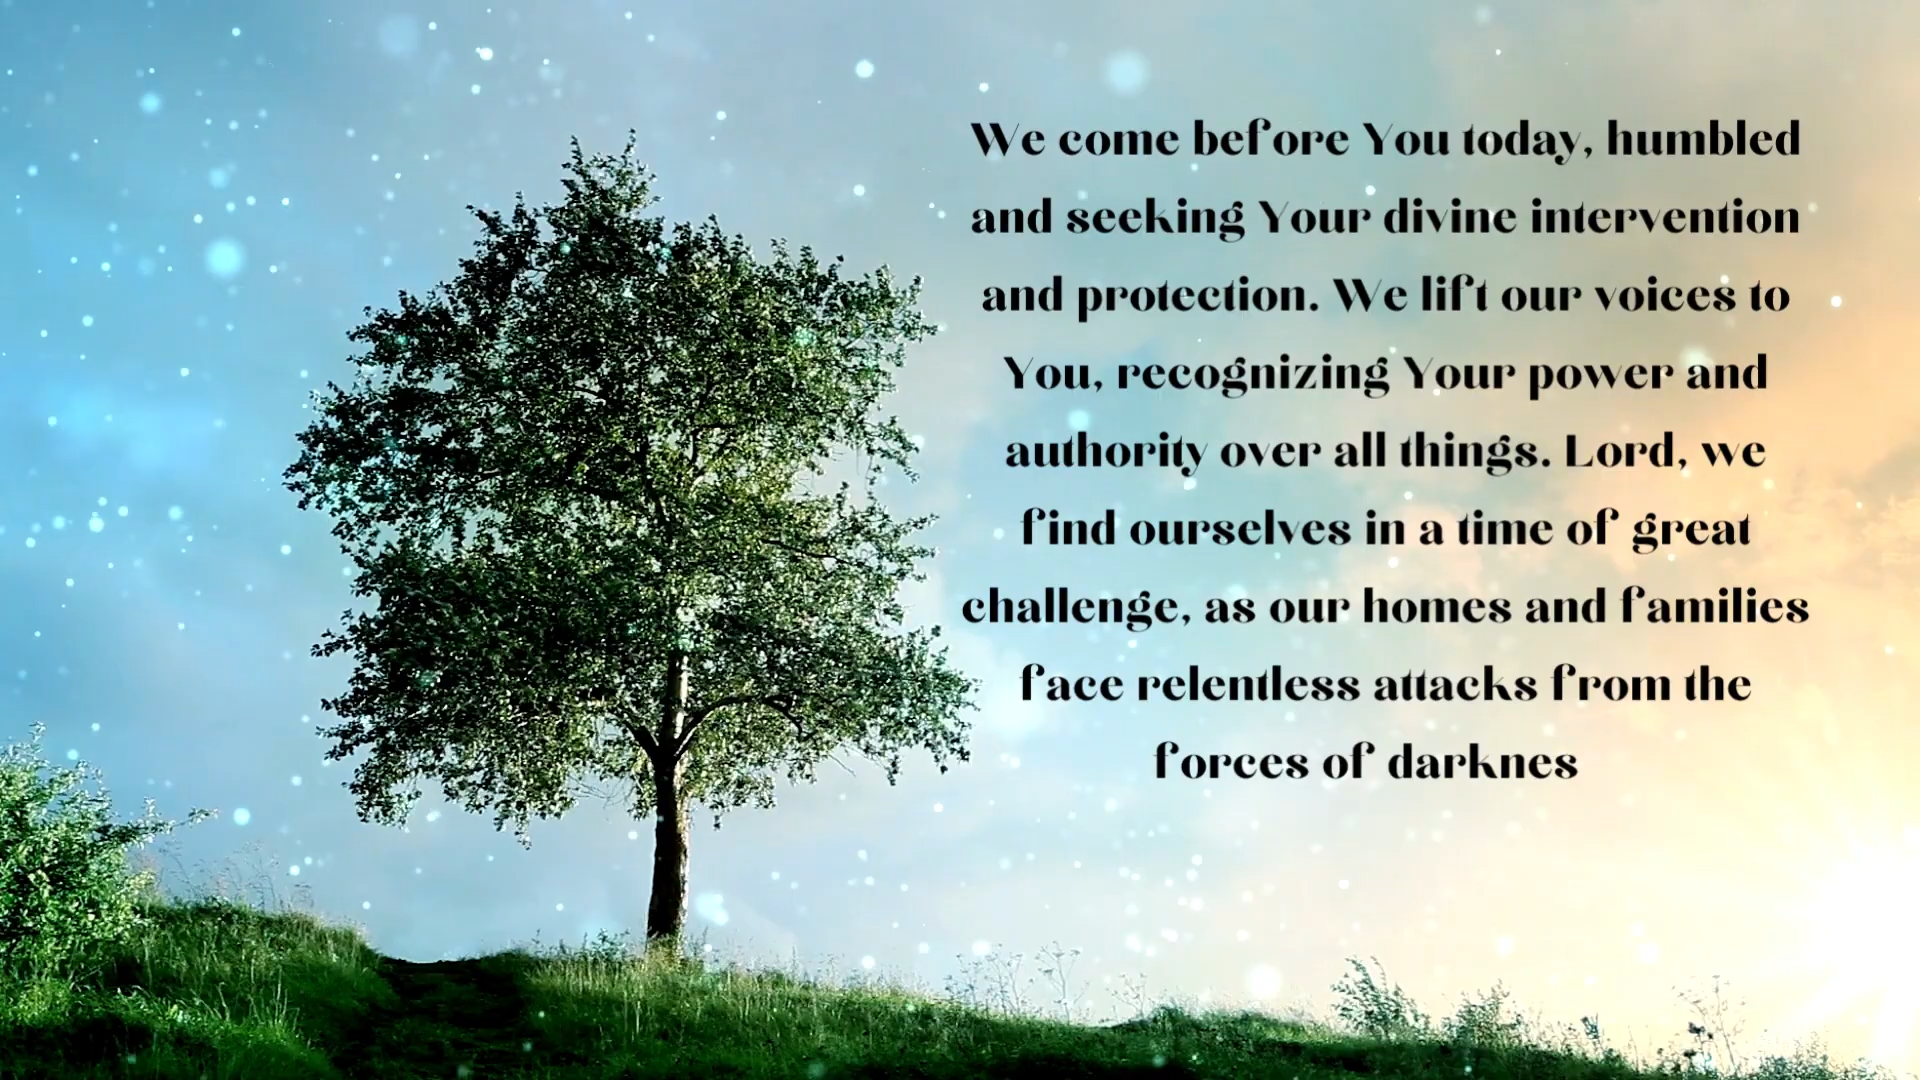 We come before You today, humbled
and seeking Your divine intervention
and protection. We lift our voices to
You, recognizing Your power and
authority over all things. Lord, we
find ourselves in a time of great
challenge, as our homes and families
face relentless attacks from the
forces of darknes